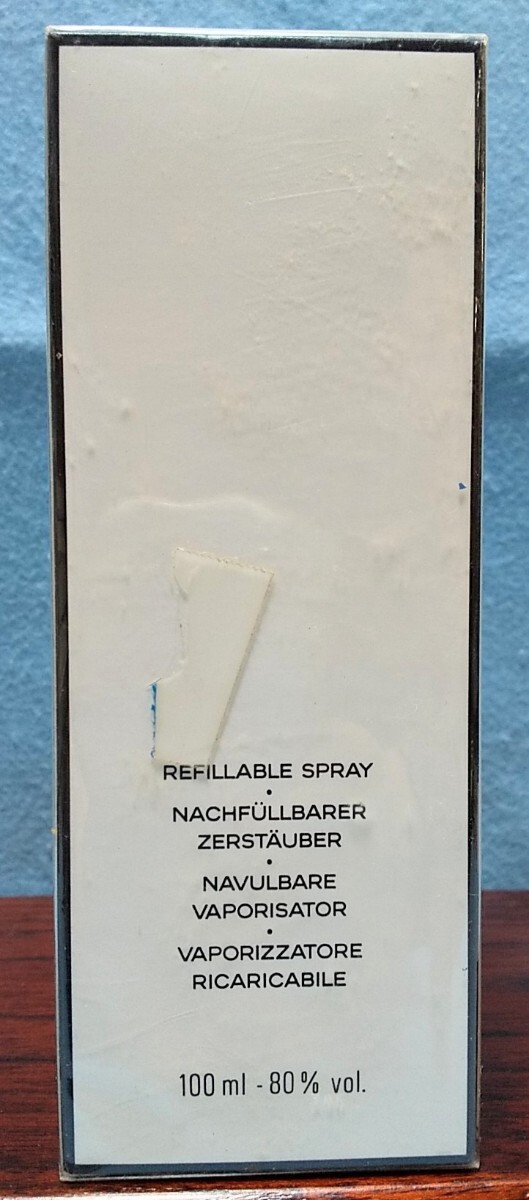 REFILLABLE SPRAY
•
NACHFÜLLBARER
ZERSTÄUBER
•
NAVULBARE
VAPORISATOR
•
VAPORIZZATORE
RICARICABILE
100 ml - 80% vol.